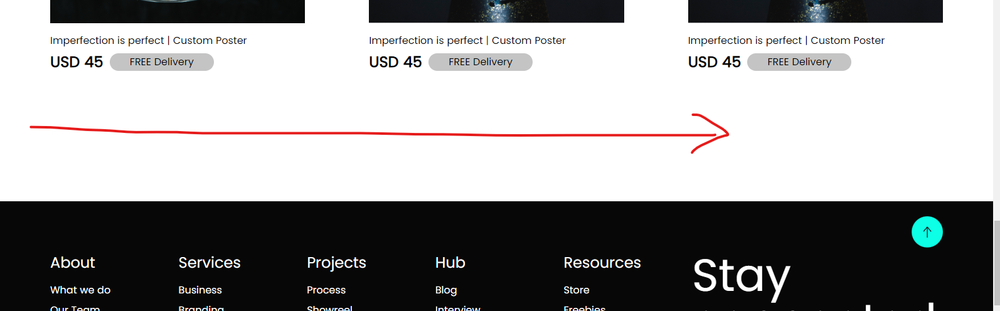 Imperfection is perfect | Custom Poster
USD 45 FREE Delivery
Imperfection is perfect | Custom Poster
USD 45 FREE Delivery
Imperfection is perfect | Custom Poster
USD 45 FREE Delivery
About
What we do
Our Team
Services
Business
Branding
Projects
Process
Showreel
Hub
Blog
Interview
Resources
Store
Freebies
Stay